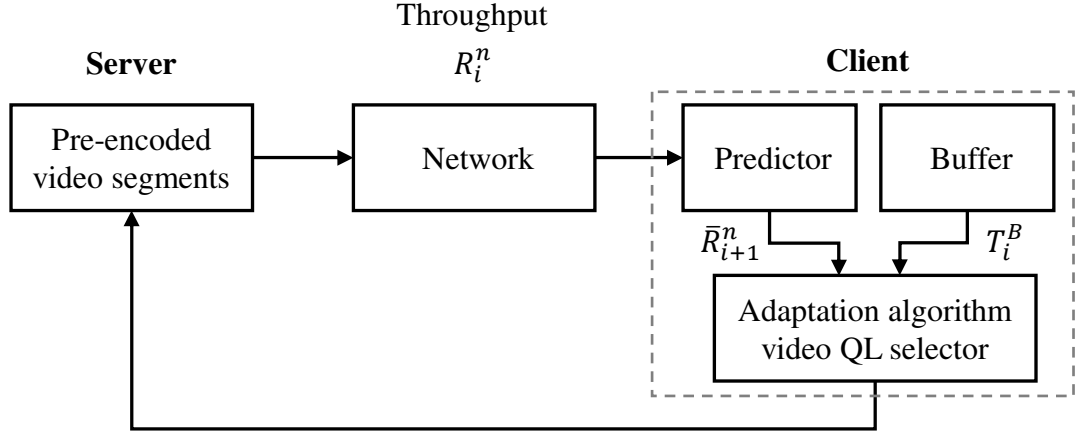 Throughput
Server
R_i^n
Client
Pre-encoded
video segments
Network
Predictor
Buffer
R̄_{i+1}^n
T_i^B
Adaptation algorithm
video QL selector